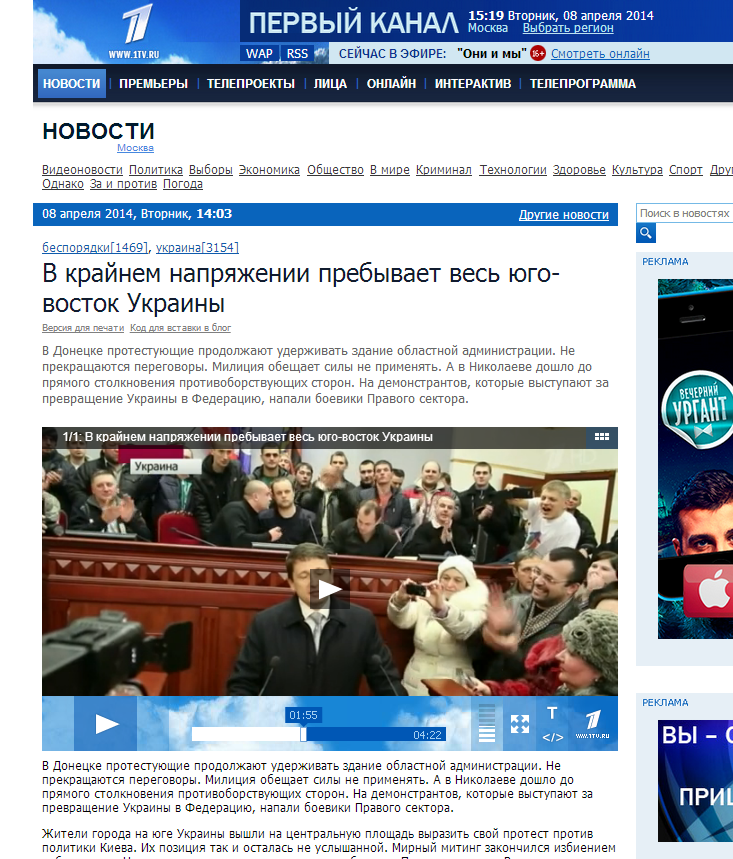 ПЕРВЫЙ КАНАЛ
15:19 Вторник, 08 апреля 2014
Москва Выбрать регион
WWW.1TV.RU
WAP RSS
СЕЙЧАС В ЭФИРЕ: "Они и мы" 16+ Смотреть онлайн
НОВОСТИ ПРЕМЬЕРЫ ТЕЛЕПРОЕКТЫ ЛИЦА ОНЛАЙН ИНТЕРАКТИВ ТЕЛЕПРОГРАММА
НОВОСТИ
Москва
Видеоновости Политика Выборы Экономика Общество В мире Криминал Технологии Здоровье Культура Спорт
Однако За и против Погода
08 апреля 2014, Вторник, 14:03 Другие новости
Поиск в новостях
беспорядки[1469], украина[3154]
В крайнем напряжении пребывает весь юго-
восток Украины
Версия для печати Код для вставки в блог
В Донецке протестующие продолжают удерживать здание областной администрации. Не
прекращаются переговоры. Милиция обещает силы не применять. А в Николаеве дошло до
прямого столкновения противоборствующих сторон. На демонстрантов, которые выступают за
превращение Украины в Федерацию, напали боевики Правого сектора.
1/1: В крайнем напряжении пребывает весь юго-восток Украины
Украина
01:55
04:22
T
</>
www.1TV.RU
В Донецке протестующие продолжают удерживать здание областной администрации. Не
прекращаются переговоры. Милиция обещает силы не применять. А в Николаеве дошло до
прямого столкновения противоборствующих сторон. На демонстрантов, которые выступают за
превращение Украины в Федерацию, напали боевики Правого сектора.
Жители города на юге Украины вышли на центральную площадь выразить свой протест против
политики Киева. Их позиция так и осталась не услышанной. Мирный митинг закончился избиением
РЕКЛАМА
ВЕЧЕРНИЙ
УРГАНТ
РЕКЛАМА
ВЫ –